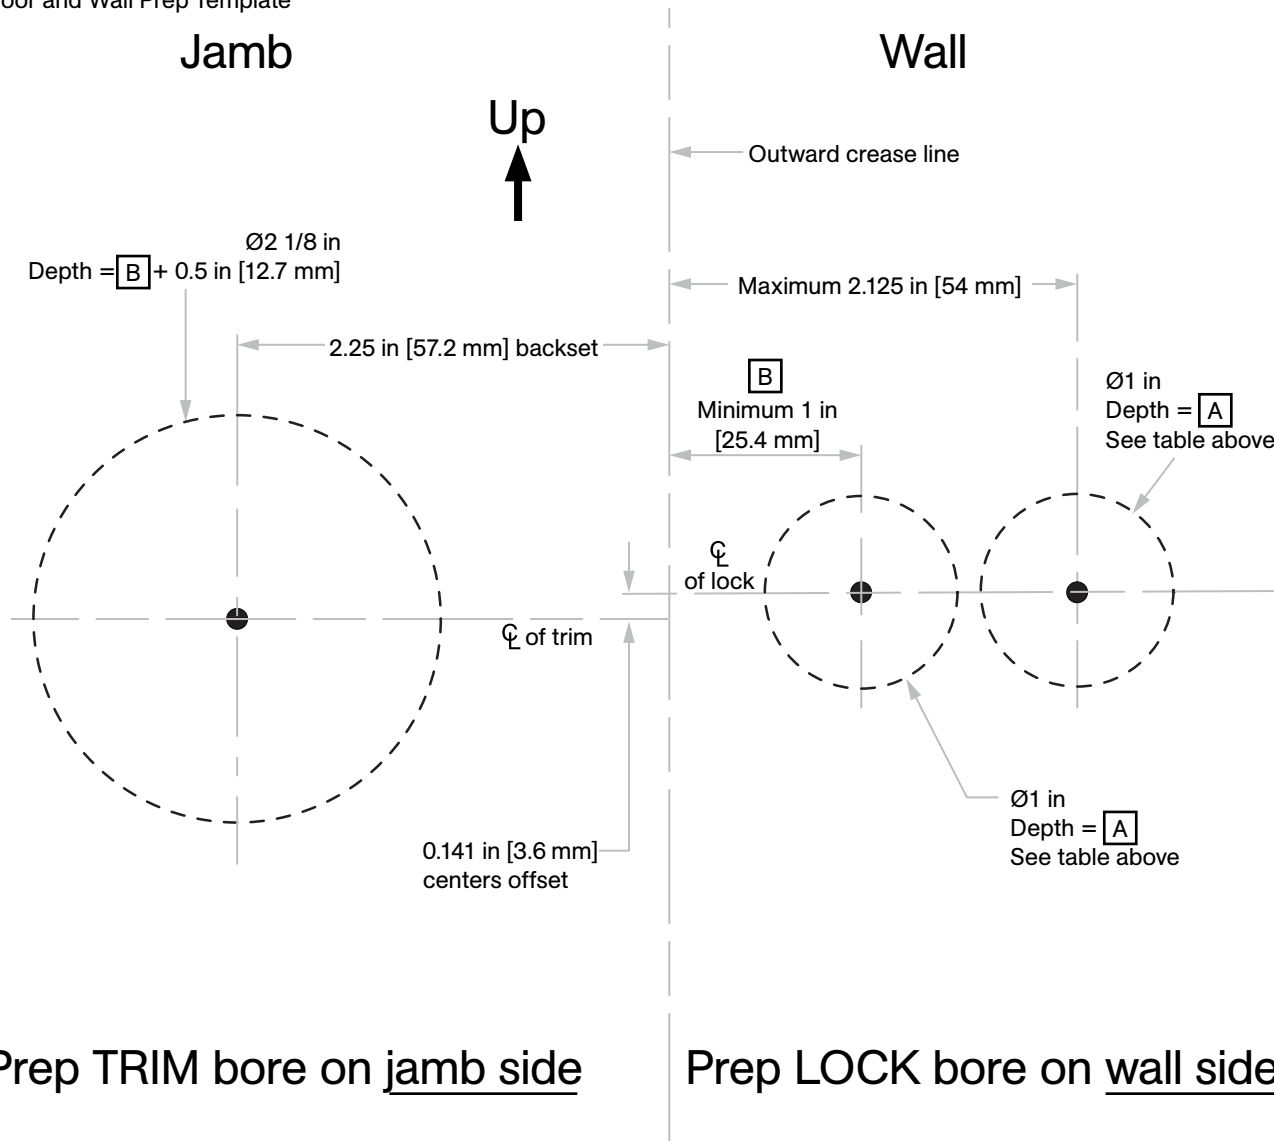 oor and Wall Prep Template
Jamb
Wall
Up
Outward crease line
Ø2 1/8 in
Depth = B + 0.5 in [12.7 mm]
Maximum 2.125 in [54 mm]
2.25 in [57.2 mm] backset
B
Minimum 1 in
[25.4 mm]
Ø1 in
Depth = A
See table above
℄
of lock
℄ of trim
Ø1 in
Depth = A
See table above
0.141 in [3.6 mm]
centers offset
Prep TRIM bore on jamb side
Prep LOCK bore on wall side